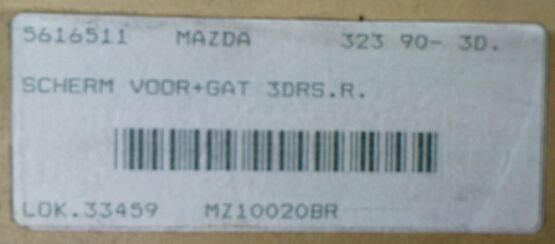 5616511 MAZDA 323 90- 3D.
SCHERM VOOR+GAT 3DRS.R.
LOK.33459 MZ10020BR